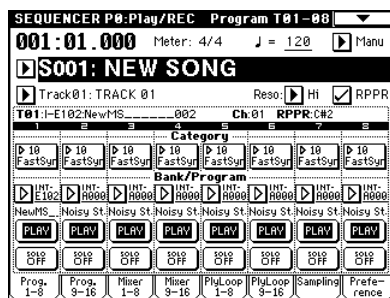 SEQUENCER P0:Play/REC Program T01-08
001:01.000 Meter: 4/4 ♩= 120 Manu
S001: NEW SONG
Track01: TRACK 01 Reso: Hi RPPR
T01:I-E102:NewMS______002 Ch:01 RPPR:C#2
1 2 3 4 5 6 7 8
Category
10 10 10 10 10 10 10 10
FastSyn FastSyn FastSyn FastSyn FastSyn FastSyn FastSyn FastSyn
Bank/Program
INT- INT- INT- INT- INT- INT- INT- INT-
E102 A000 A000 A000 A000 A000 A000 A000
NewMS_ Noisy St Noisy St Noisy St Noisy St Noisy St Noisy St Noisy St
PLAY PLAY PLAY PLAY PLAY PLAY PLAY PLAY
SOLO SOLO SOLO SOLO SOLO SOLO SOLO SOLO
OFF OFF OFF OFF OFF OFF OFF OFF
Prog. Prog. Mixer Mixer PlyLoop PlyLoop Sampling Prefe-
1-8 9-16 1-8 9-16 1-8 9-16 rence